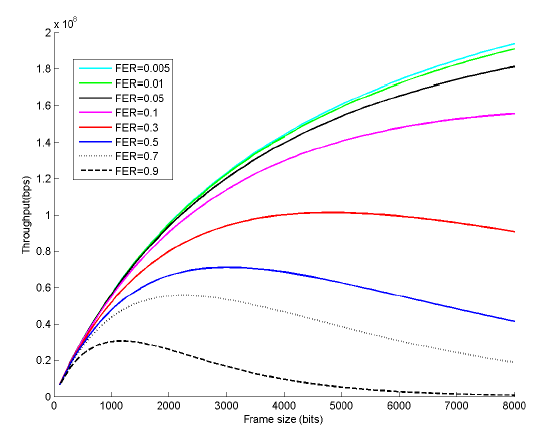 x 10^6
2
1.8
1.6
1.4
1.2
1
0.8
0.6
0.4
0.2
0
Throughput(bps)
FER=0.005
FER=0.01
FER=0.05
FER=0.1
FER=0.3
FER=0.5
FER=0.7
FER=0.9
0 1000 2000 3000 4000 5000 6000 7000 8000
Frame size (bits)